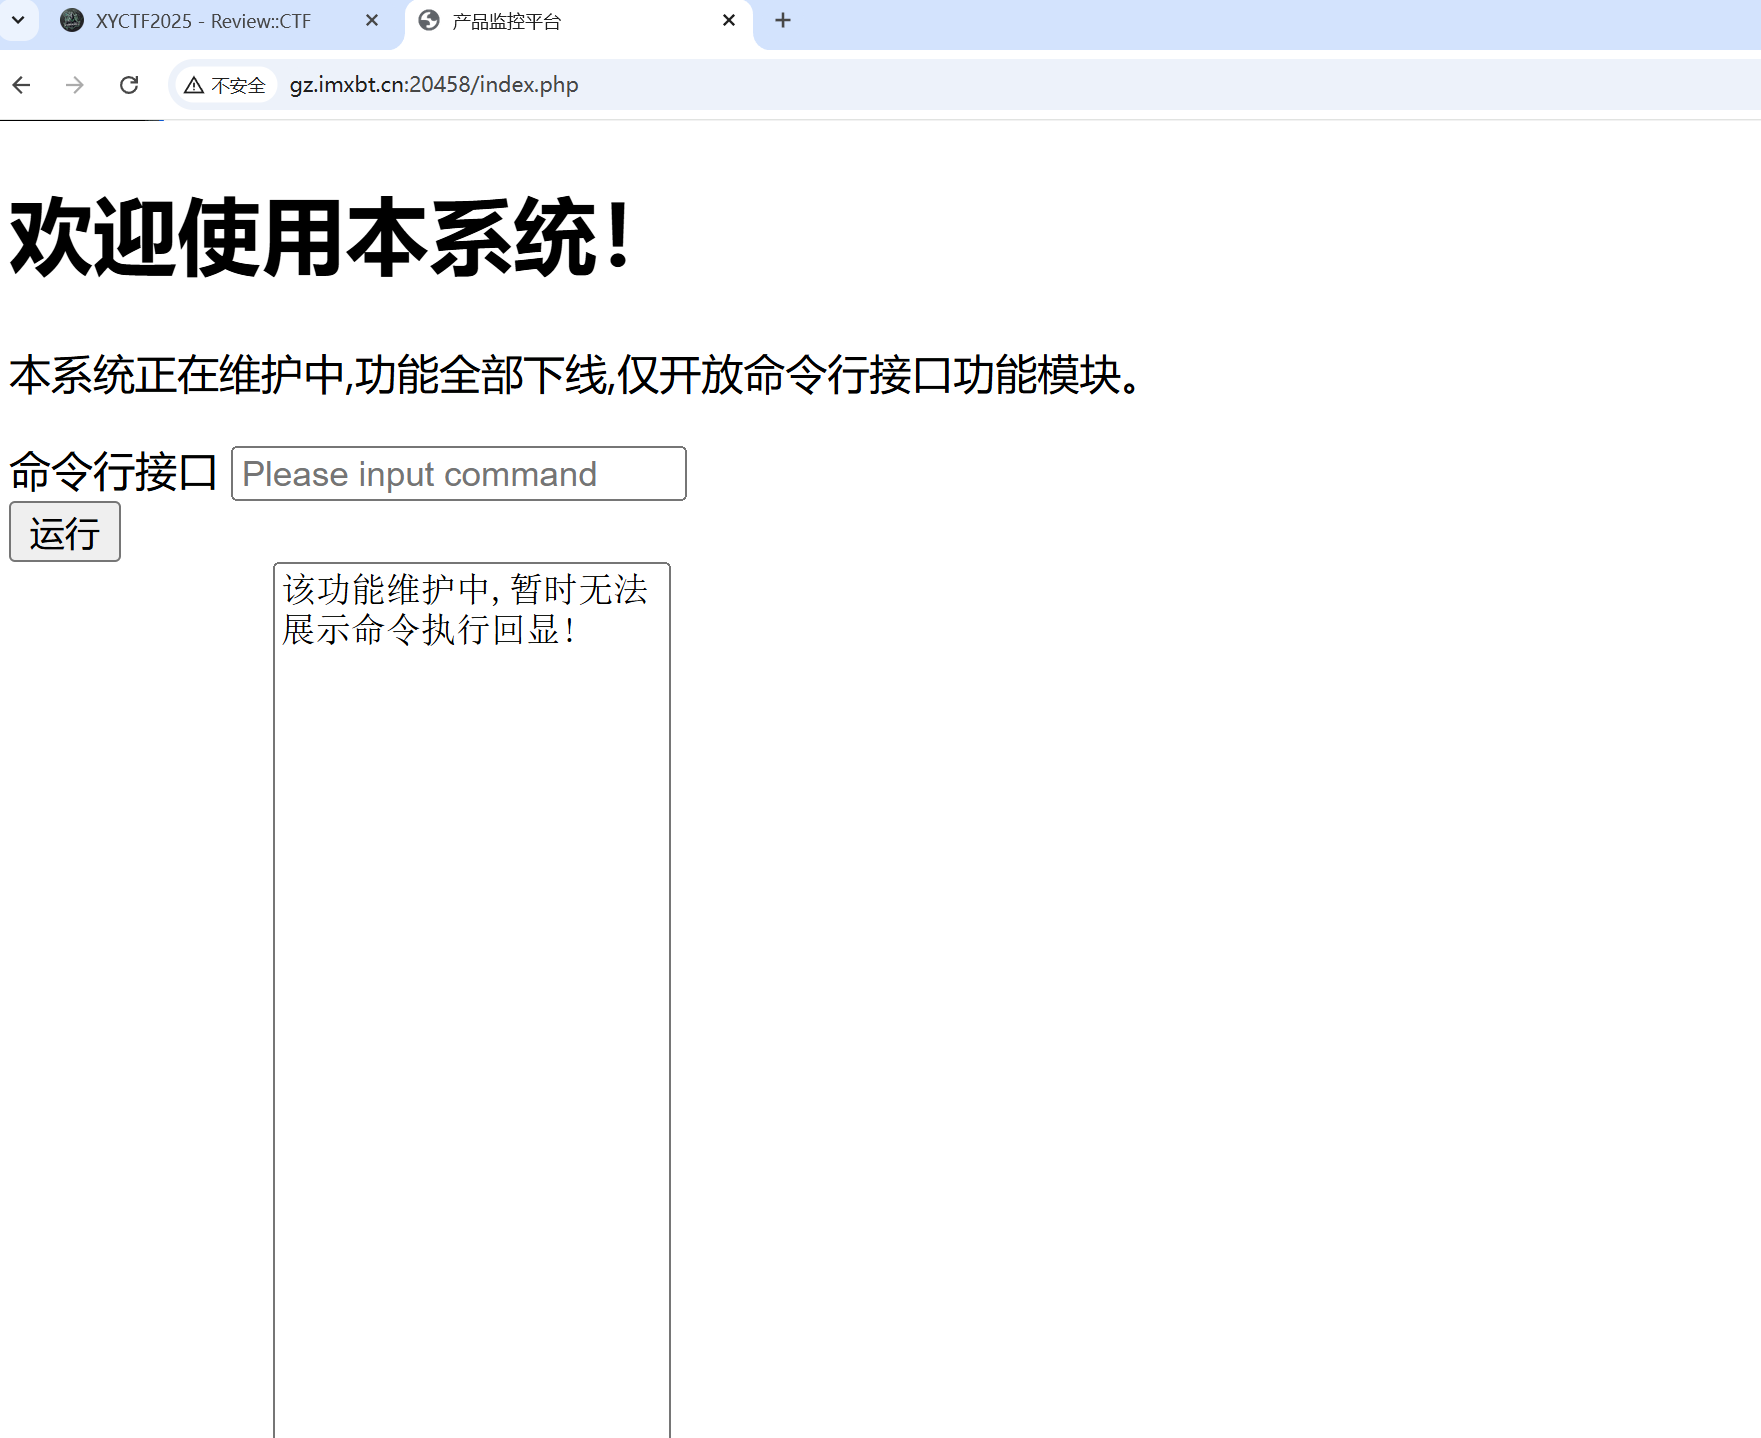 XYCTF2025 - Review::CTF
产品监控平台
不安全 gz.imxbt.cn:20458/index.php
欢迎使用本系统!
本系统正在维护中,功能全部下线,仅开放命令行接口功能模块。
命令行接口 Please input command
运行
该功能维护中,暂时无法
展示命令执行回显!